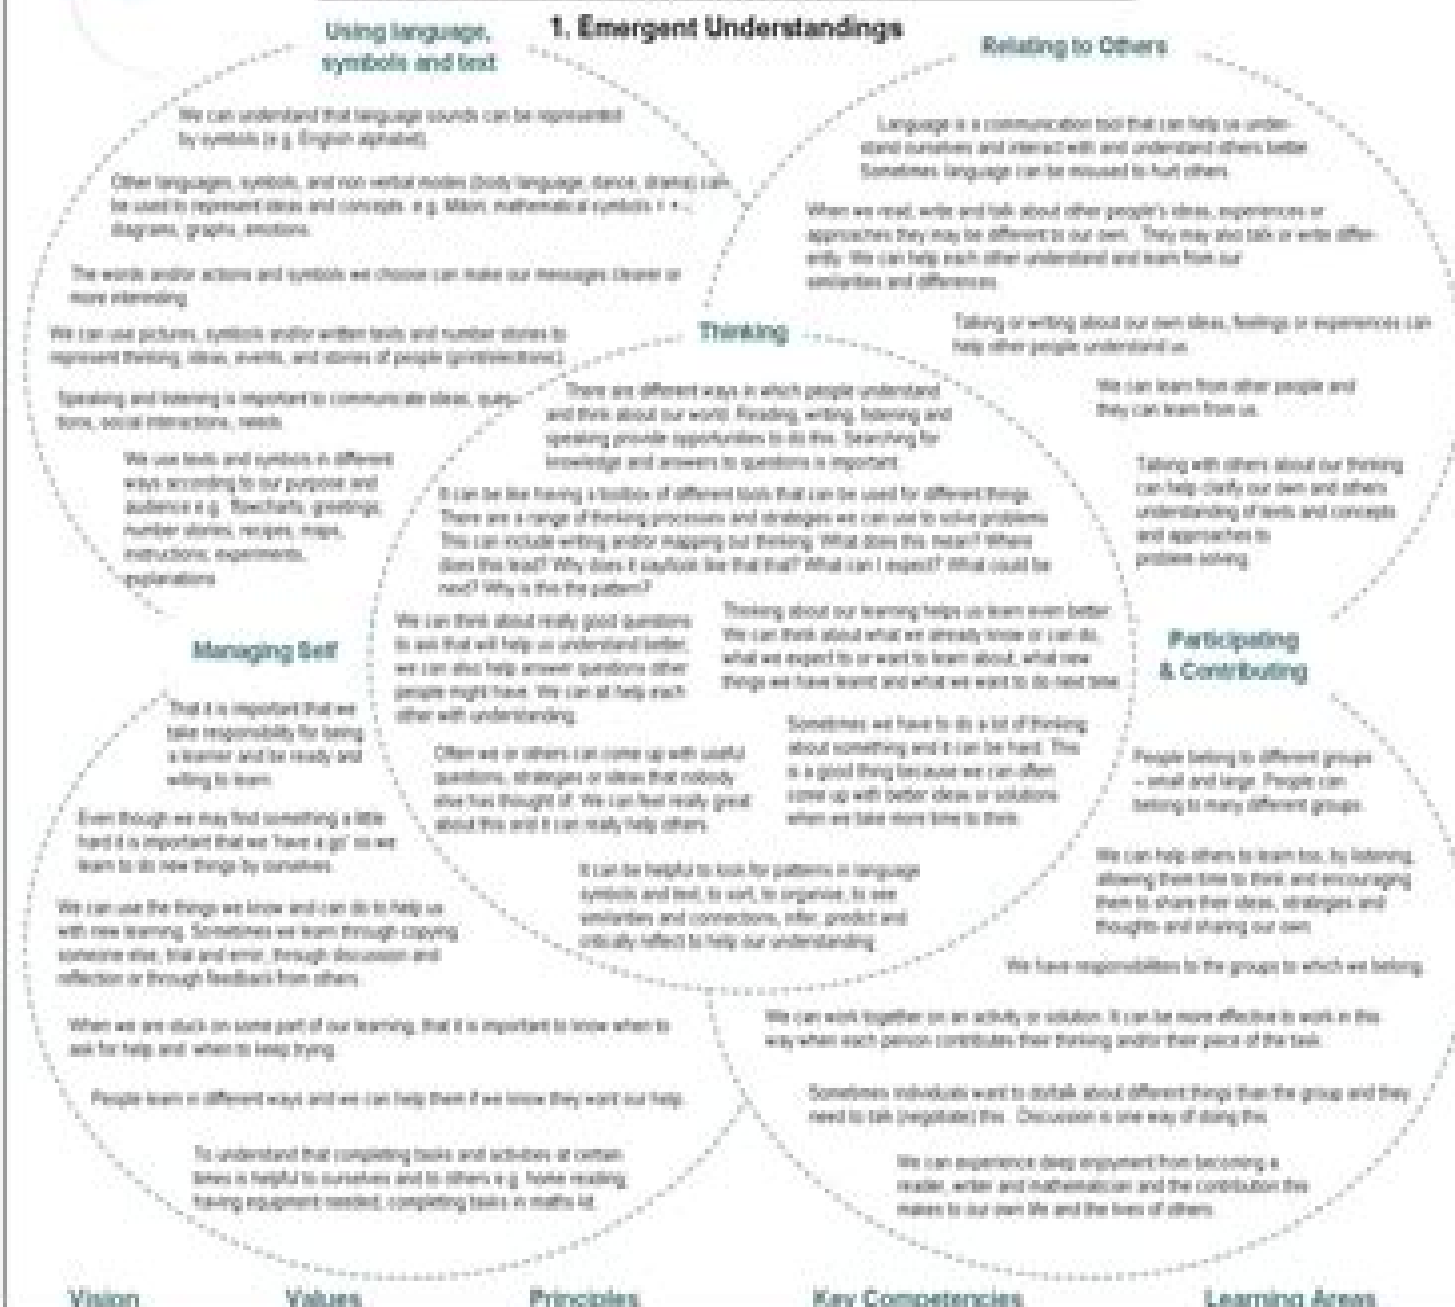 1. Emergent Understandings
Using language,
symbols and text
We can understand that language sounds can be represented
by symbols (e.g. English alphabet).
Other languages, symbols, and non verbal modes (body language, dance, drama) can
be used to represent ideas and concepts. e.g. Māori, mathematical symbols
diagrams, graphs, emotions.
The words and/or actions and symbols we choose can make our messages clearer or
more interesting.
We can use pictures, symbols and/or written texts and number stories to
represent thinking, ideas, events, and stories of people (print/electronic).
Speaking and listening is important to communicate ideas, ques-
tions, social interactions, needs.
We use texts and symbols in different
ways according to our purpose and
audience e.g. flowcharts, greetings,
number stories, recipes, maps,
instructions, experiments,
explanations
Relating to Others
Language is a communication tool that can help us under-
stand ourselves and interact with and understand others better.
Sometimes language can be misused to hurt others.
When we read, write and talk about other people's ideas, experiences or
approaches they may be different to our own. They may also talk or write differ-
ently. We can help each other understand and learn from our
similarities and differences.
Talking or writing about our own ideas, feelings or experiences can
help other people understand us.
We can learn from other people and
they can learn from us.
Talking with others about our thinking
can help clarify our own and others
understanding of texts and concepts
and approaches to
problem solving.
Thinking
There are different ways in which people understand
and think about our world. Reading, writing, listening and
speaking provide opportunities to do this. Searching for
knowledge and answers to questions is important.
It can be like having a toolbox of different tools that can be used for different things.
There are a range of thinking processes and strategies we can use to solve problems.
This can include writing and/or mapping out thinking. What does this mean? Where
does this lead? Why does it say/look like that that? What can I expect? What could be
next? Why is this the pattern?
We can think about really good questions
to ask that will help us understand better,
we can also help answer questions other
people might have. We can all help each
other with understanding.
Thinking about our learning helps us learn even better.
We can think about what we already know or can do,
what we expect to or want to learn about, what new
things we have learnt and what we want to do next time.
Often we or others can come up with useful
questions, strategies or ideas that nobody
else has thought of. We can feel really great
about this and it can really help others.
Sometimes we have to do a lot of thinking
about something and it can be hard. This
is a good thing because we can often
come up with better ideas or solutions
when we take more time to think.
It can be helpful to look for patterns in language
symbols and text, to sort, to organise, to see
similarities and connections, infer, predict and
critically reflect to help our understanding.
Managing Self
That it is important that we
take responsibility for being
a learner and be ready and
willing to learn.
Even though we may find something a little
hard it is important that we 'have a go' so we
learn to do new things by ourselves.
We can use the things we know and can do to help us
with new learning. Sometimes we learn through copying
someone else, trial and error, through discussion and
reflection or through feedback from others.
When we are stuck on some part of our learning, that it is important to know when to
ask for help and when to keep trying.
People learn in different ways and we can help them if we know they want our help.
To understand that completing tasks and activities at certain
times is helpful to ourselves and to others e.g. home reading,
having equipment needed, completing tasks in maths
Participating
& Contributing
People belong to different groups
– small and large. People can
belong to many different groups.
We can help others to learn too, by listening,
allowing them time to think and encouraging
them to share their ideas, strategies and
thoughts and sharing our own.
We have responsibilities to the groups to which we belong.
We can work together on an activity or solution. It can be more effective to work in this
way when each person contributes their thinking and/or their piece of the task.
Sometimes individuals want to do/talk about different things than the group and they
need to talk (negotiate) this. Discussion is one way of doing this.
We can experience deep enjoyment from becoming a
reader, writer and mathematician and the contribution this
makes to our own life and the lives of others.
Vision Values Principles Key Competencies Learning Areas